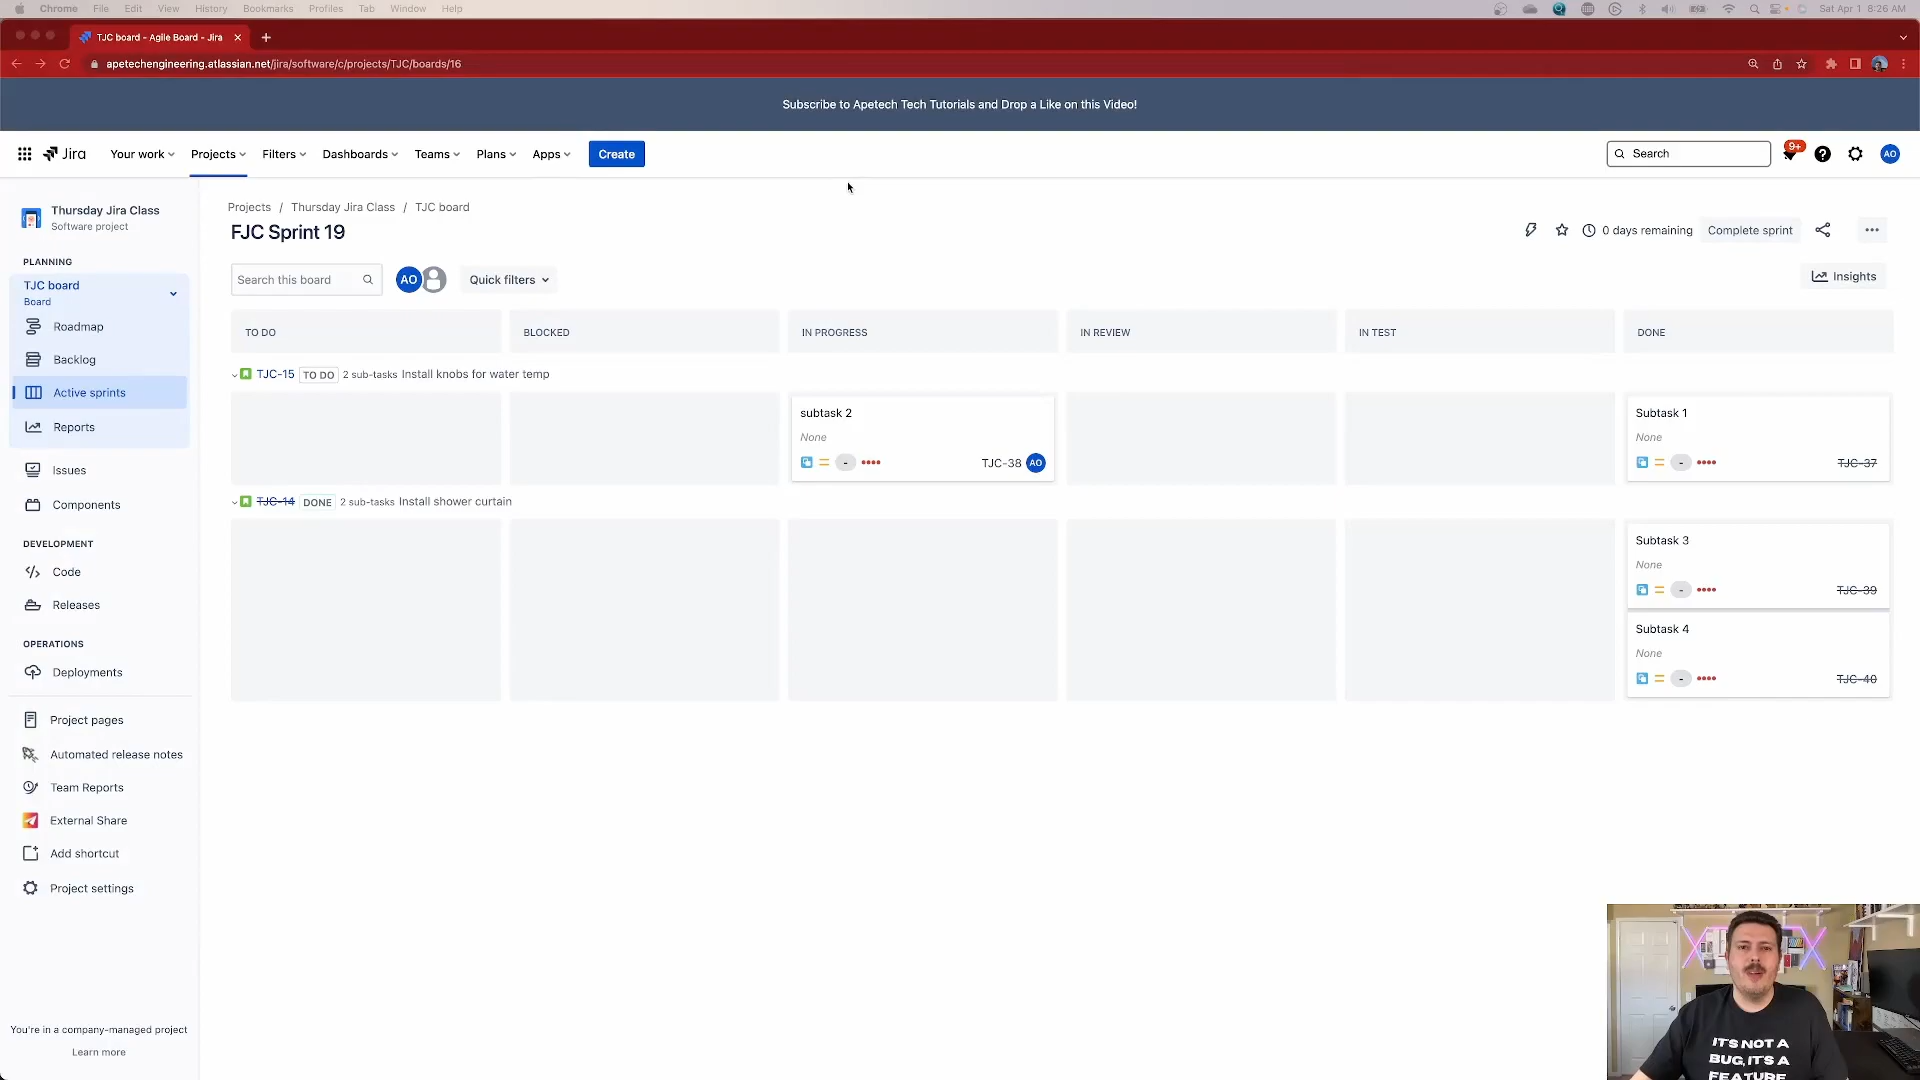 Chrome File Edit View History Bookmarks Profiles Tab Window Help Sat Apr 1 8:26 AM
TJC board - Agile Board - Jira
apetechengineering.atlassian.net/jira/software/c/projects/TJC/boards/16
Subscribe to Apetech Tech Tutorials and Drop a Like on this Video!
Jira Your work Projects Filters Dashboards Teams Plans Apps Create Search 9+ AO
Thursday Jira Class
Software project
PLANNING
TJC board
Board
Roadmap
Backlog
Active sprints
Reports
Issues
Components
DEVELOPMENT
Code
Releases
OPERATIONS
Deployments
Project pages
Automated release notes
Team Reports
External Share
Add shortcut
Project settings
You're in a company-managed project
Learn more
Projects / Thursday Jira Class / TJC board
FJC Sprint 19
0 days remaining Complete sprint
Search this board AO Quick filters
Insights
TO DO BLOCKED IN PROGRESS IN REVIEW IN TEST DONE
TJC-15 TO DO 2 sub-tasks Install knobs for water temp
subtask 2
None
- TJC-38 AO
Subtask 1
None
- TJC-37
TJC-14 DONE 2 sub-tasks Install shower curtain
Subtask 3
None
- TJC-39
Subtask 4
None
- TJC-40
IT'S NOT A
BUG, IT'S A
FEATURE